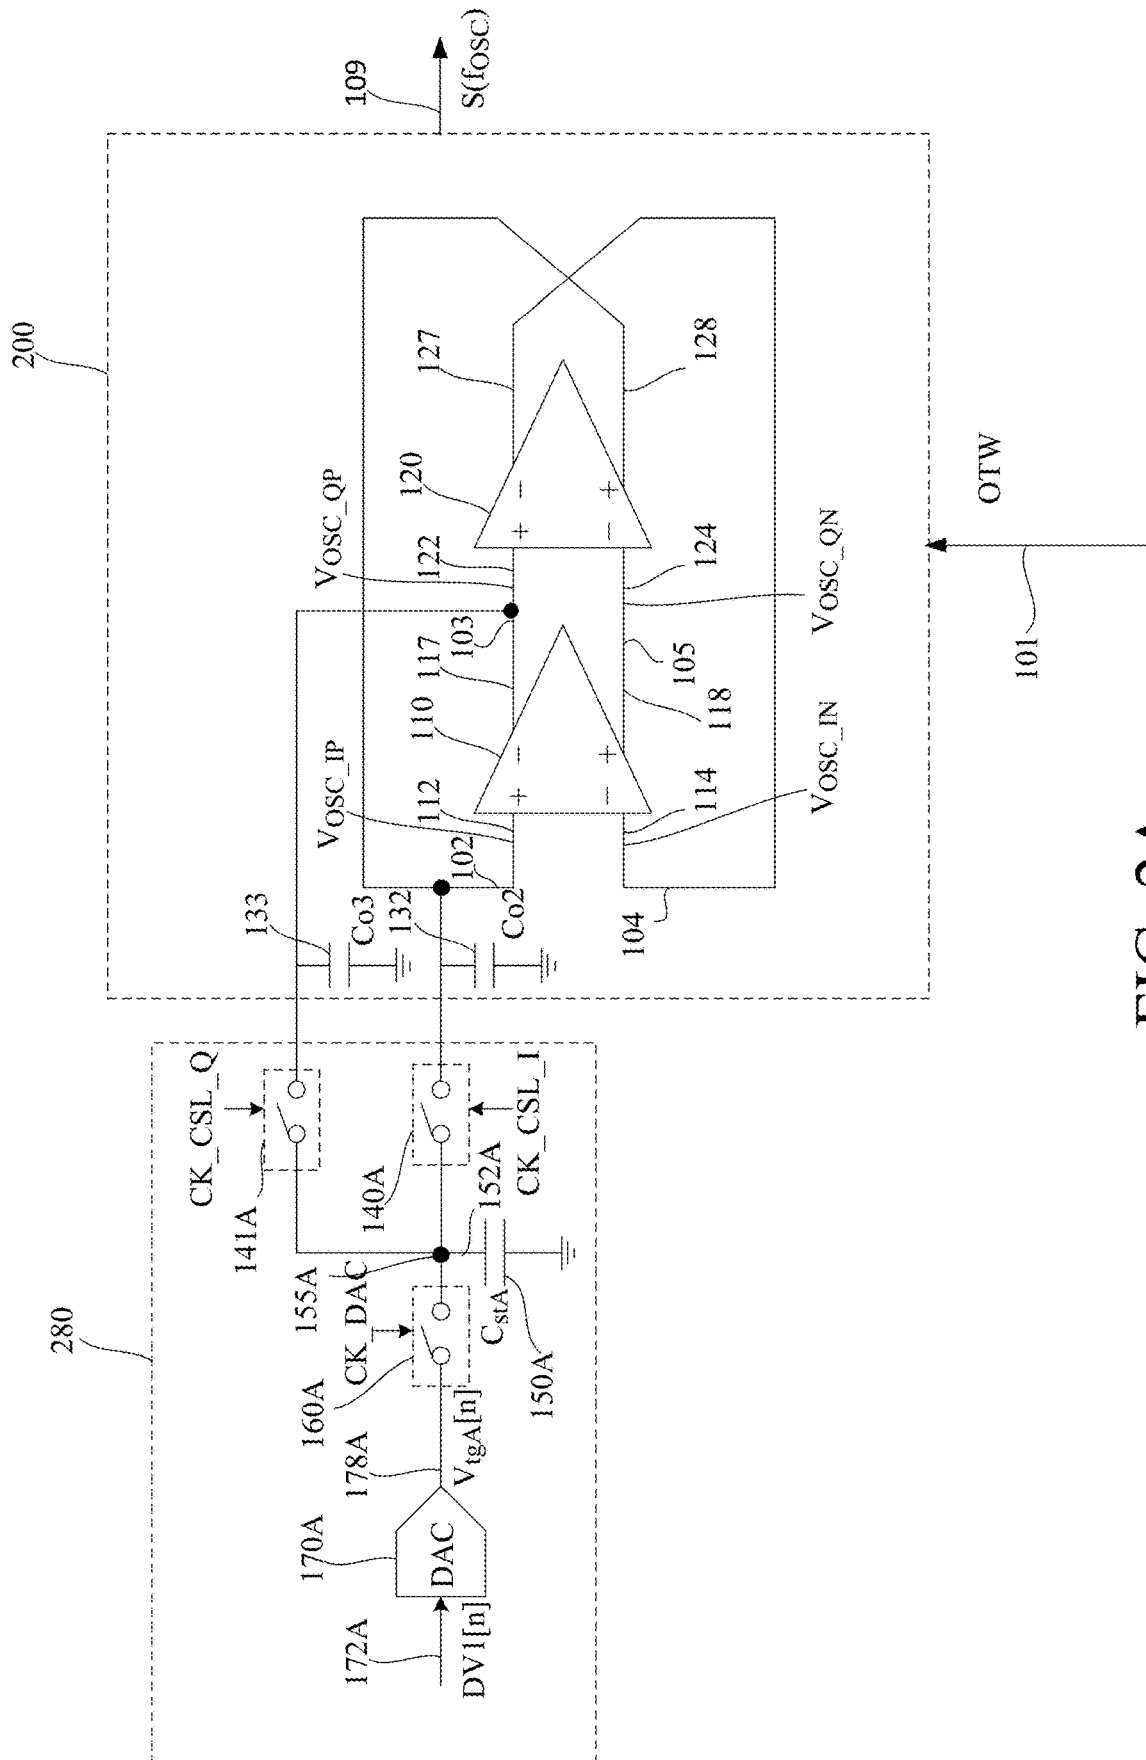 280
200
172A
DV1[n]
170A
DAC
178A
VtgA[n]
160A
CK_DAC
155A
CstA
150A
152A
141A
CK_CSL_Q
140A
CK_CSL_I
133
Co3
132
Co2
102
104
VOSC_IP
112
110
+
−
−
+
114
VOSC_IN
117
103
118
105
VOSC_QP
122
120
+
−
−
+
124
VOSC_QN
127
128
109
S(fOSC)
101
OTW